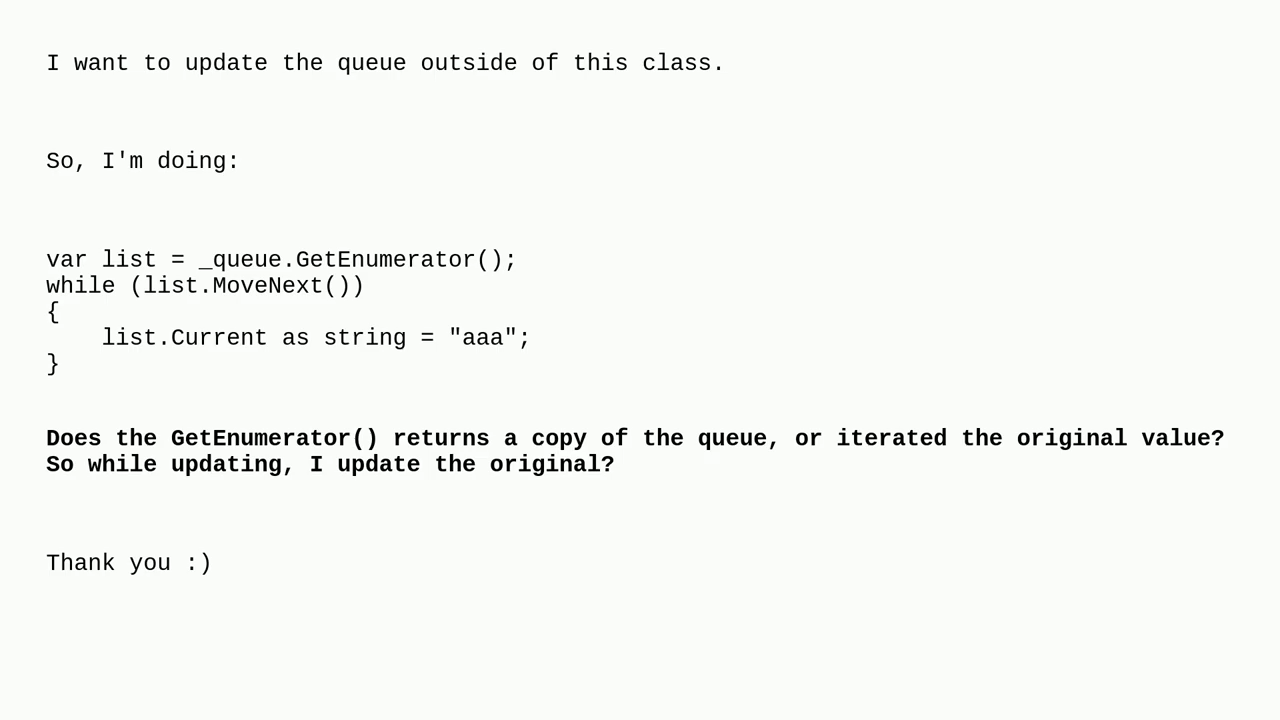 I want to update the queue outside of this class.
So, I'm doing:
var list = _queue.GetEnumerator();
while (list.MoveNext())
{
    list.Current as string = "aaa";
}
Does the GetEnumerator() returns a copy of the queue, or iterated the original value?
So while updating, I update the original?
Thank you :)